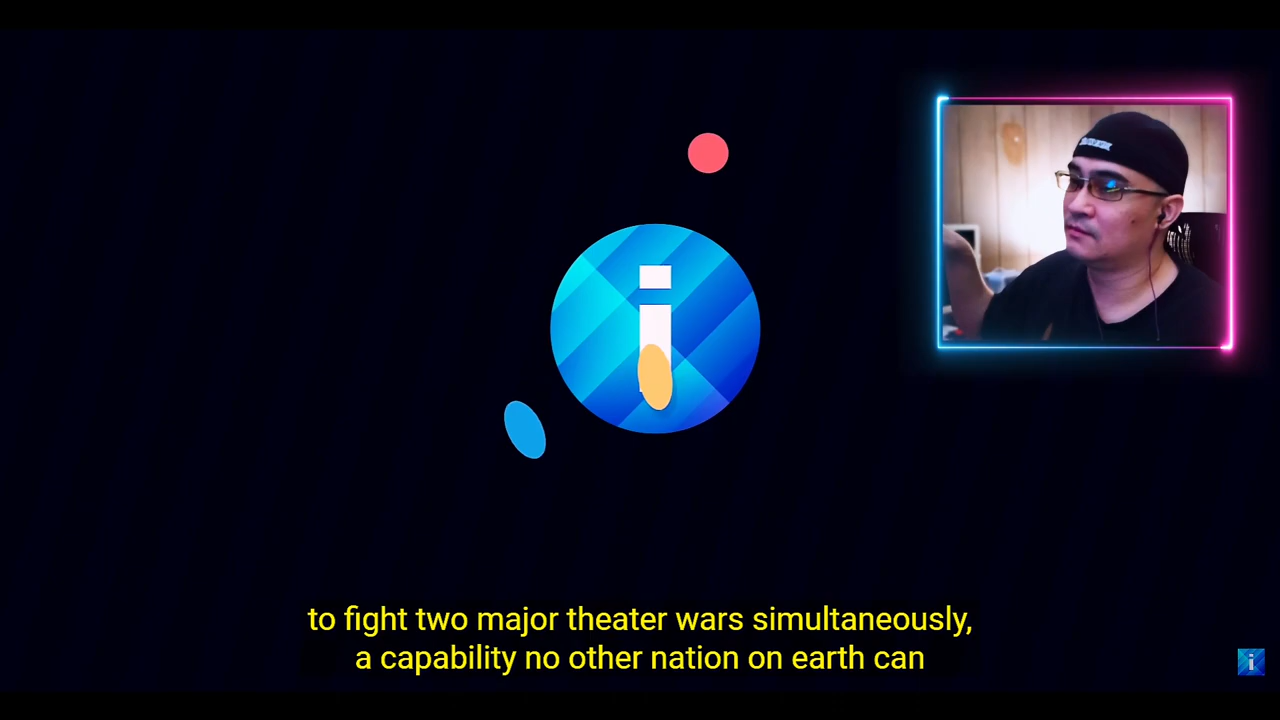 i
to fight two major theater wars simultaneously,
a capability no other nation on earth can
i